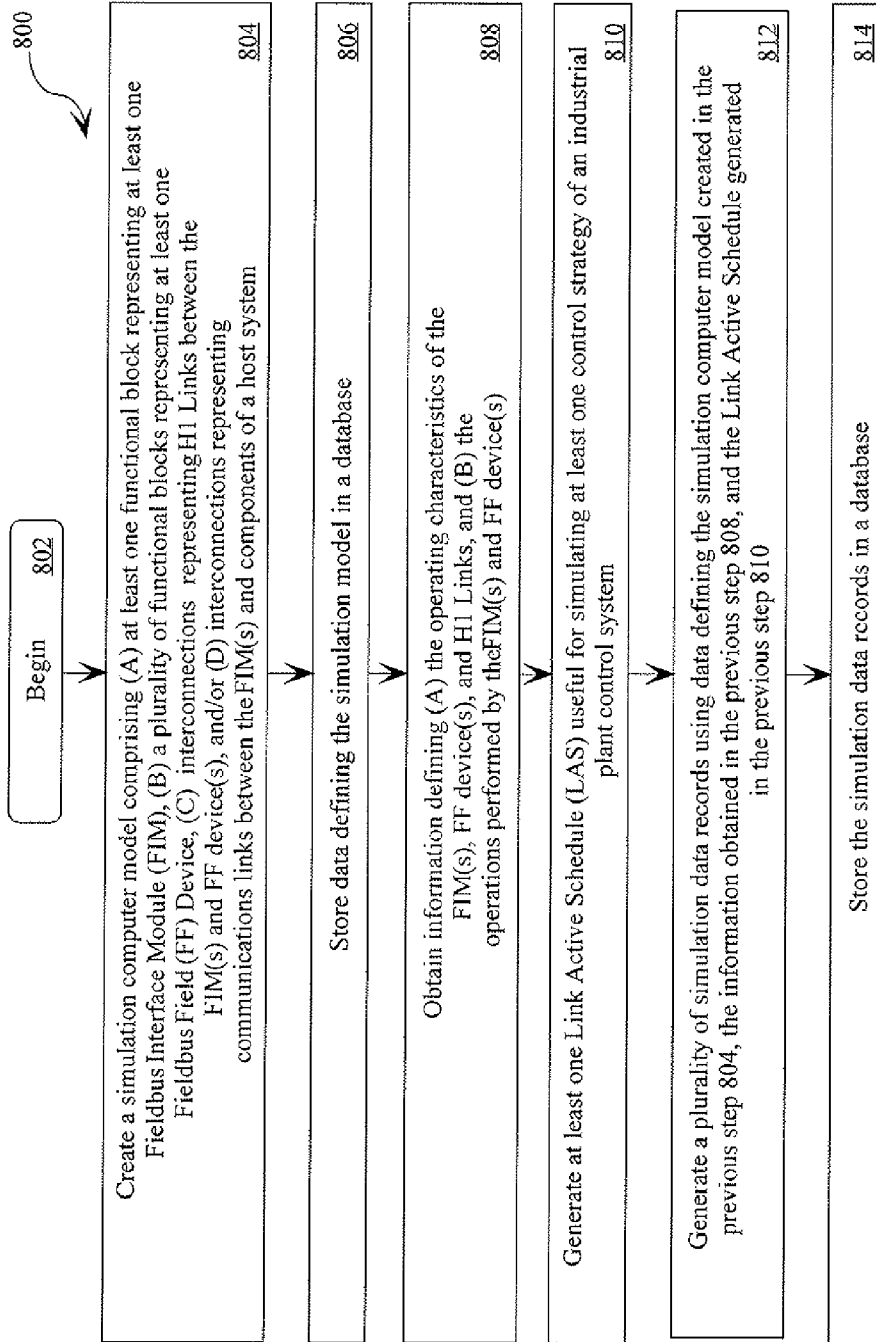 800
Begin
802
Create a simulation computer model comprising (A) at least one functional block representing at least one
Fieldbus Interface Module (FIM), (B) a plurality of functional blocks representing at least one
Fieldbus Field (FF) Device, (C) interconnections representing H1 Links between the
FIM(s) and FF device(s), and/or (D) interconnections representing
communications links between the FIM(s) and components of a host system
804
Store data defining the simulation model in a database
806
Obtain information defining (A) the operating characteristics of the
FIM(s), FF device(s), and H1 Links, and (B) the
operations performed by the FIM(s) and FF device(s)
808
Generate at least one Link Active Schedule (LAS) useful for simulating at least one control strategy of an industrial
plant control system
810
Generate a plurality of simulation data records using data defining the simulation computer model created in the
previous step 804, the information obtained in the previous step 808, and the Link Active Schedule generated
in the previous step 810
812
Store the simulation data records in a database
814